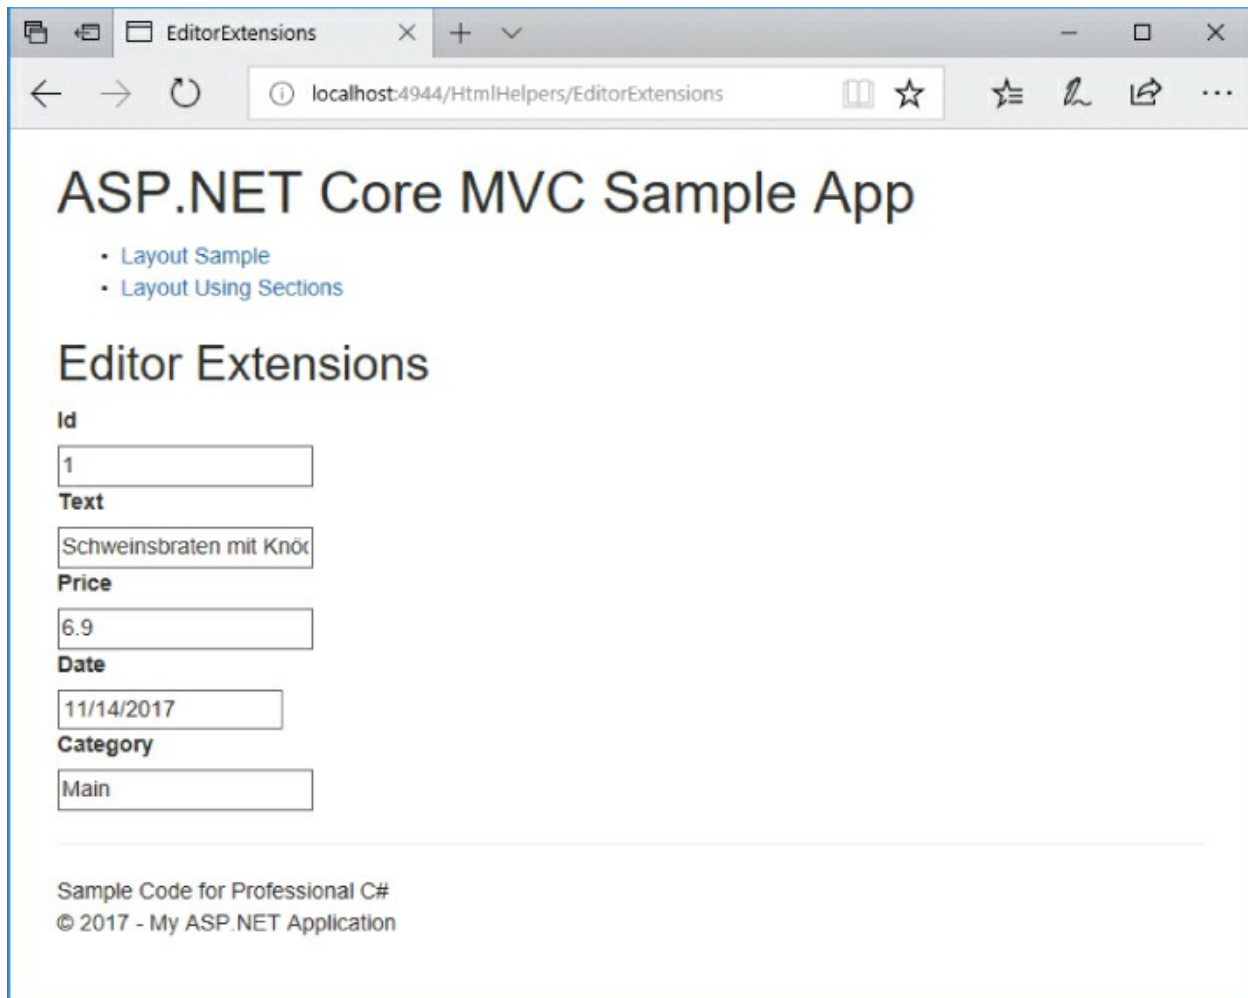 EditorExtensions
localhost:4944/HtmlHelpers/EditorExtensions
ASP.NET Core MVC Sample App
• Layout Sample
• Layout Using Sections
Editor Extensions
Id
1
Text
Schweinsbraten mit
Price
6.9
Date
11/14/2017
Category
Main
Sample Code for Professional C#
© 2017 - My ASP.NET Application